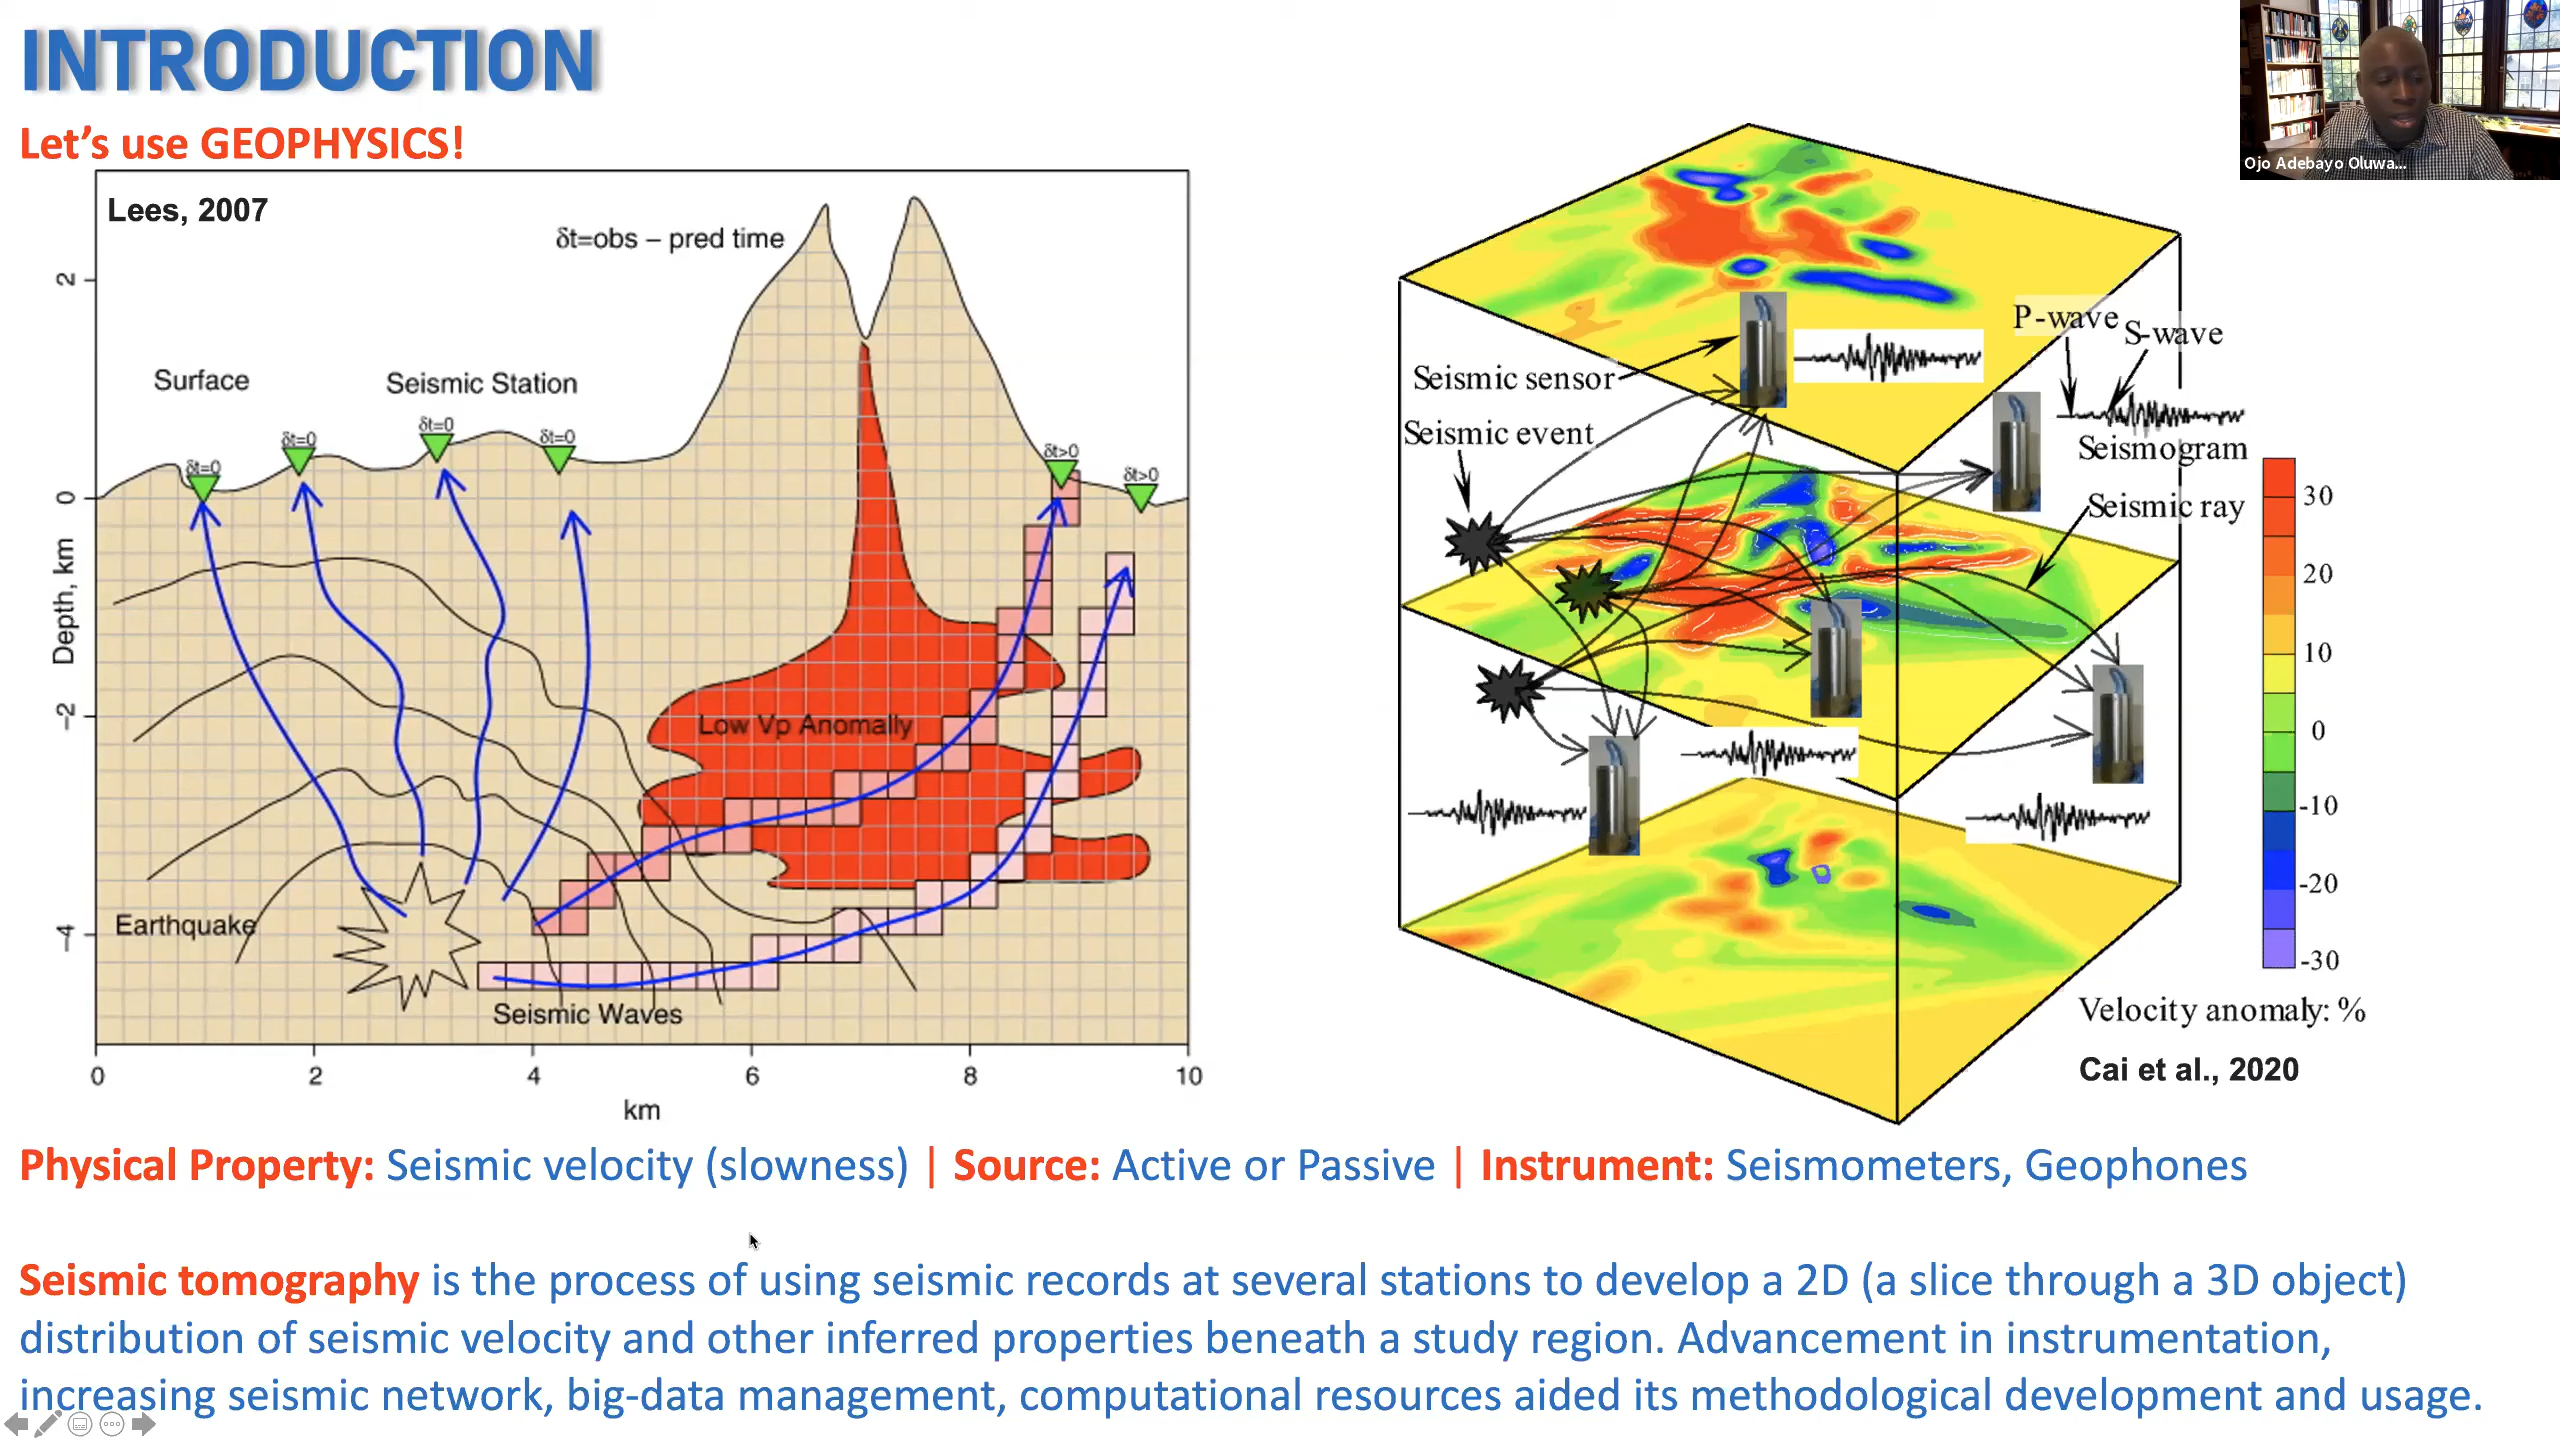 INTRODUCTION
Let's use GEOPHYSICS!
Ojo Adebayo Oluwa...
Lees, 2007
δt=obs – pred time
Surface
Seismic Station
δt=0
δt=0
δt=0
δt=0
δt>0
δt>0
Low Vp Anomally
Earthquake
Seismic Waves
Depth, km
2
0
−2
−4
0 2 4 6 8 10
km
P-wave
S-wave
Seismic sensor
Seismic event
Seismogram
Seismic ray
30
20
10
0
-10
-20
-30
Velocity anomaly: %
Cai et al., 2020
Physical Property: Seismic velocity (slowness) | Source: Active or Passive | Instrument: Seismometers, Geophones
Seismic tomography is the process of using seismic records at several stations to develop a 2D (a slice through a 3D object)
distribution of seismic velocity and other inferred properties beneath a study region. Advancement in instrumentation,
increasing seismic network, big-data management, computational resources aided its methodological development and usage.